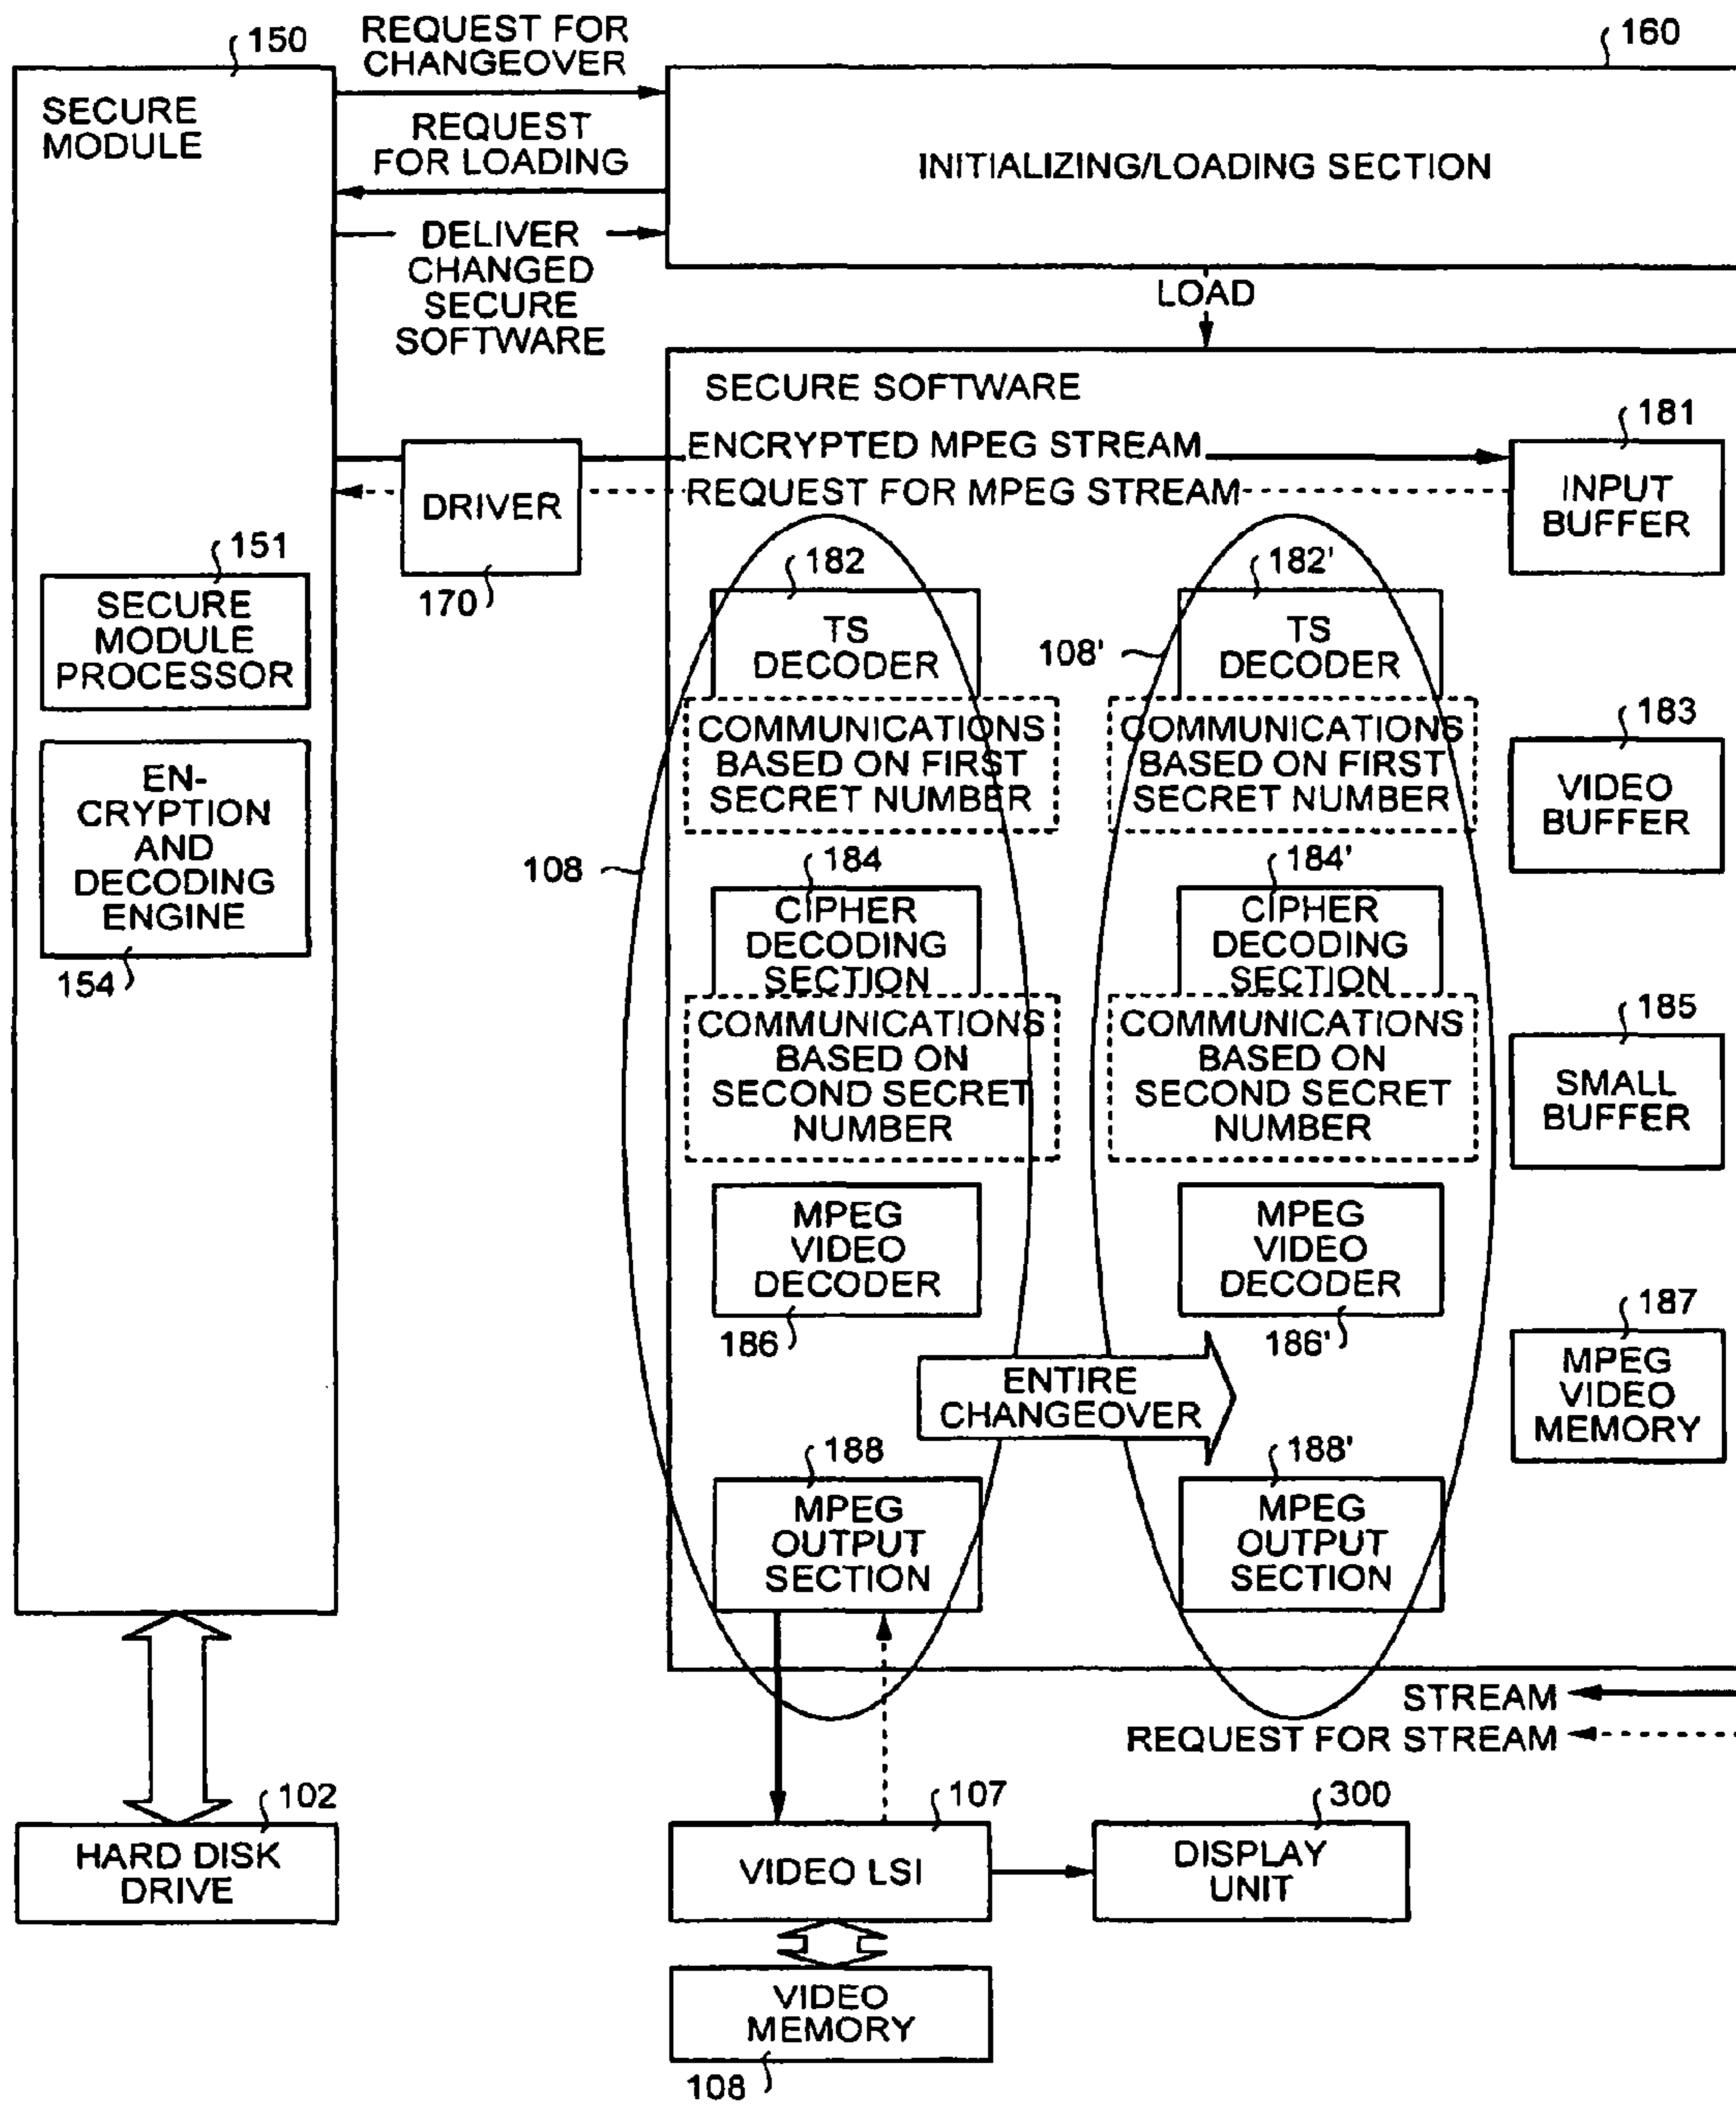 150
REQUEST FOR
CHANGEOVER
160
SECURE
MODULE
REQUEST
FOR LOADING
INITIALIZING/LOADING SECTION
DELIVER
CHANGED
SECURE
SOFTWARE
LOAD
SECURE SOFTWARE
181
ENCRYPTED MPEG STREAM
REQUEST FOR MPEG STREAM
INPUT
BUFFER
DRIVER
170
151
SECURE
MODULE
PROCESSOR
EN-
CRYPTION
AND
DECODING
ENGINE
154
182
TS
DECODER
COMMUNICATIONS
BASED ON FIRST
SECRET NUMBER
108
184
CIPHER
DECODING
SECTION
COMMUNICATIONS
BASED ON
SECOND SECRET
NUMBER
MPEG
VIDEO
DECODER
186
182'
108'
TS
DECODER
COMMUNICATIONS
BASED ON FIRST
SECRET NUMBER
184'
CIPHER
DECODING
SECTION
COMMUNICATIONS
BASED ON
SECOND SECRET
NUMBER
MPEG
VIDEO
DECODER
186'
183
VIDEO
BUFFER
185
SMALL
BUFFER
187
MPEG
VIDEO
MEMORY
ENTIRE
CHANGEOVER
188
MPEG
OUTPUT
SECTION
188'
MPEG
OUTPUT
SECTION
STREAM
REQUEST FOR STREAM
102
HARD DISK
DRIVE
107
VIDEO LSI
300
DISPLAY
UNIT
VIDEO
MEMORY
108